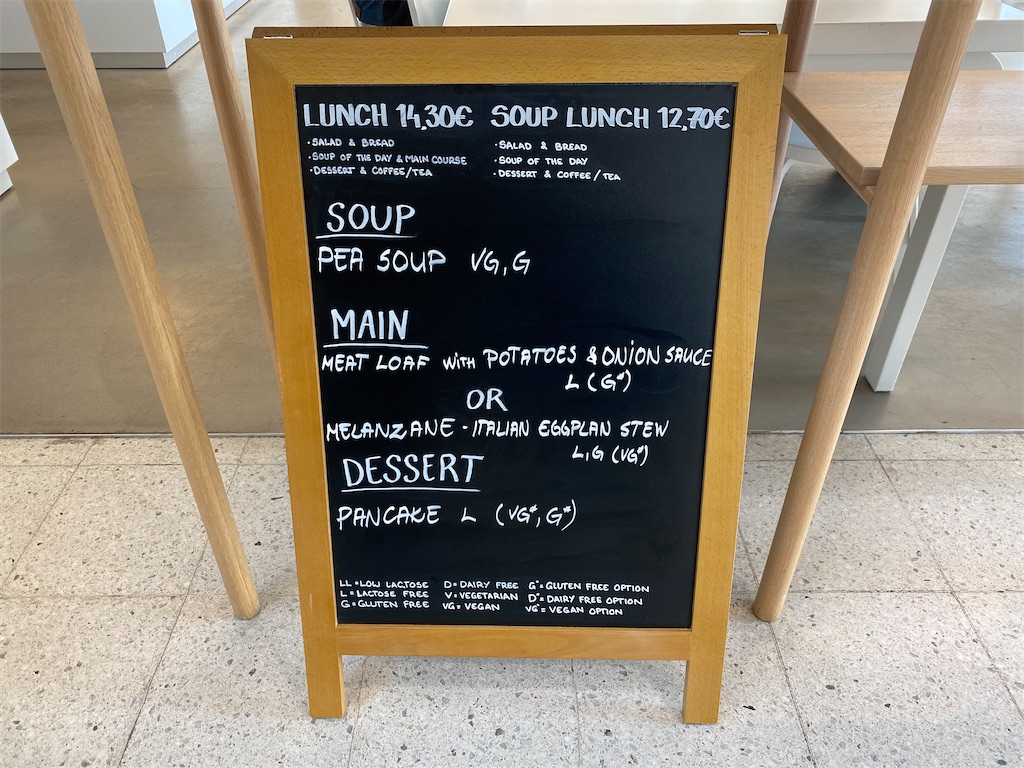 LUNCH 14,30€
·SALAD & BREAD
·SOUP OF THE DAY & MAIN COURSE
·DESSERT & COFFEE/TEA
SOUP LUNCH 12,70€
·SALAD & BREAD
·SOUP OF THE DAY
·DESSERT & COFFEE/TEA
SOUP
PEA SOUP VG, G
MAIN
MEAT LOAF WITH POTATOES & ONION SAUCE
L (G*)
OR
MELANZANE - ITALIAN EGGPLAN STEW
L, G (VG*)
DESSERT
PANCAKE L (VG*, G*)
LL = LOW LACTOSE D = DAIRY FREE G* = GLUTEN FREE OPTION
L = LACTOSE FREE V = VEGETARIAN D* = DAIRY FREE OPTION
G = GLUTEN FREE VG = VEGAN VG* = VEGAN OPTION